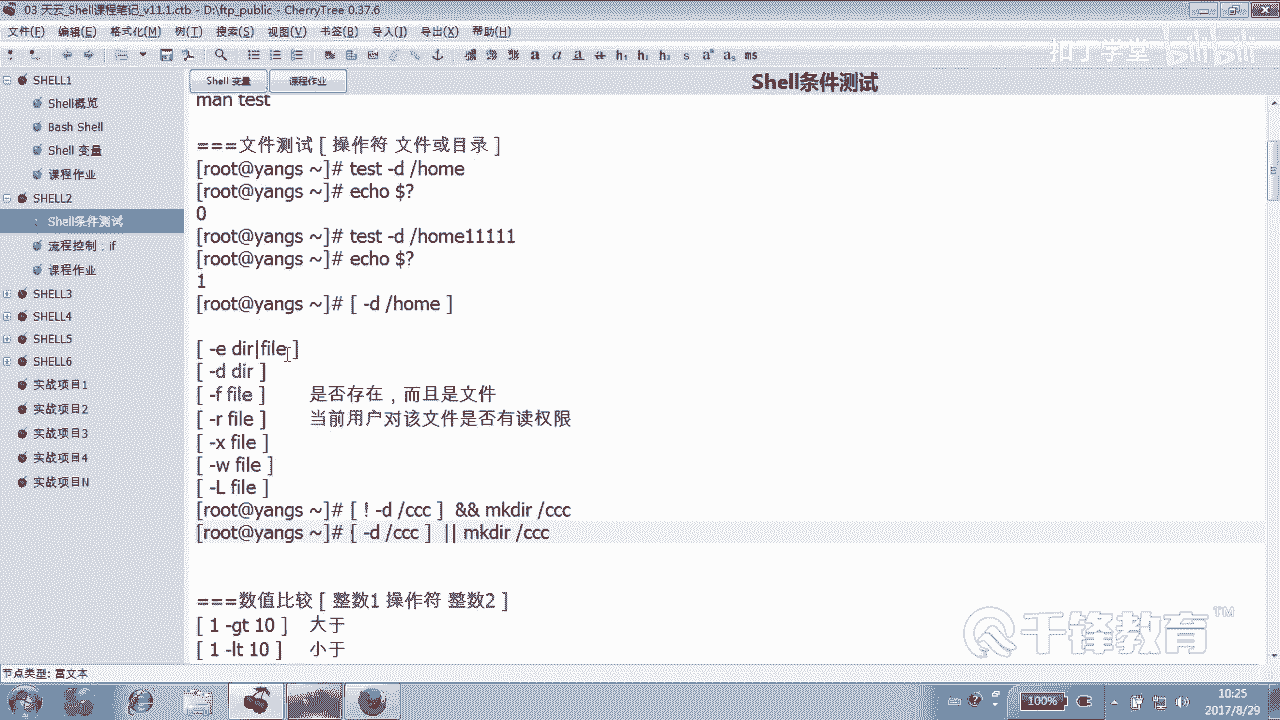 03 天云_Shell课程笔记_v11.1.ctb - D:\ftp_public - CherryTree 0.37.6
文件(F) 编辑(E) 格式化(M) 树(T) 搜索(S) 视图(V) 书签(B) 导入(I) 导出(X) 帮助(H)
扣丁学堂 bilibili
SHELL1
Shell概览
Bash Shell
Shell 变量
课程作业
SHELL2
Shell条件测试
流程控制：if
课程作业
SHELL3
SHELL4
SHELL5
SHELL6
实战项目1
实战项目2
实战项目3
实战项目4
实战项目N
Shell 变量 课程作业
Shell条件测试
man test
===文件测试 [ 操作符 文件或目录 ]
[root@yangs ~]# test -d /home
[root@yangs ~]# echo $?
0
[root@yangs ~]# test -d /home11111
[root@yangs ~]# echo $?
1
[root@yangs ~]# [ -d /home ]
[ -e dir|file ]
[ -d dir ]
[ -f file ] 是否存在，而且是文件
[ -r file ] 当前用户对该文件是否有读权限
[ -x file ]
[ -w file ]
[ -L file ]
[root@yangs ~]# [ ! -d /ccc ] && mkdir /ccc
[root@yangs ~]# [ -d /ccc ] || mkdir /ccc
===数值比较 [ 整数1 操作符 整数2 ]
[ 1 -gt 10 ] 大于
[ 1 -lt 10 ] 小于
千锋教育 TM
节点类型: 富文本
100%
10:25
2017/8/29